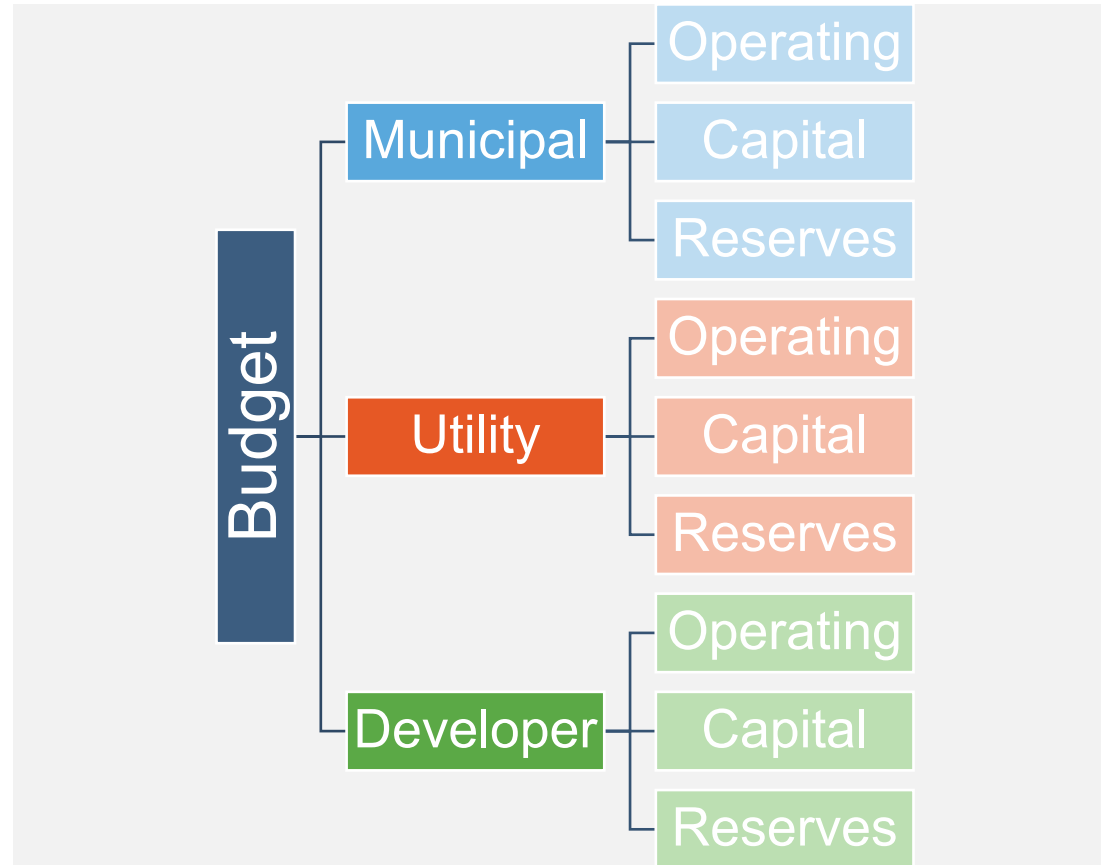 Budget
Municipal
Operating
Capital
Reserves
Utility
Operating
Capital
Reserves
Developer
Operating
Capital
Reserves